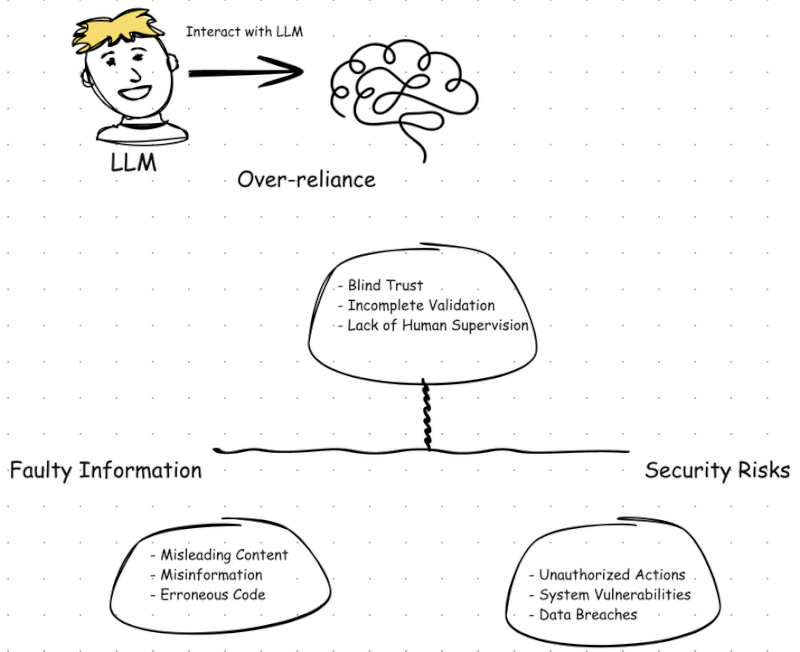 Interact with LLM
LLM
Over-reliance
- Blind Trust
- Incomplete Validation
- Lack of Human Supervision
Faulty Information
Security Risks
- Misleading Content
- Misinformation
- Erroneous Code
- Unauthorized Actions
- System Vulnerabilities
- Data Breaches